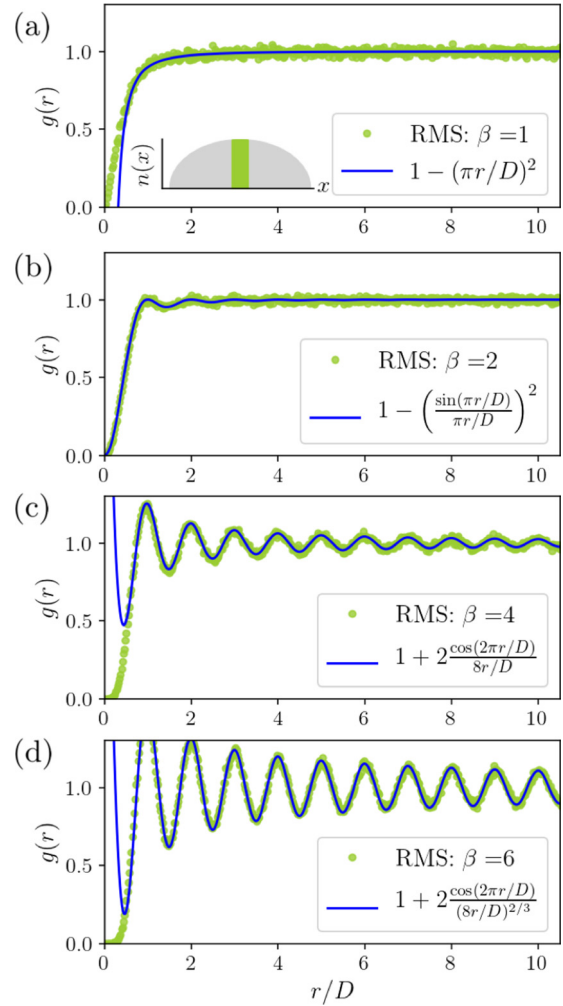 (a)
1.0
0.5
0.0
g(r)
n(x)
x
RMS: β =1
1 − (πr/D)²
0 2 4 6 8 10
(b)
1.0
0.5
0.0
g(r)
RMS: β =2
1 − (sin(πr/D)/πr/D)²
0 2 4 6 8 10
(c)
1.0
0.5
0.0
g(r)
RMS: β =4
1 + 2 cos(2πr/D)/8r/D
0 2 4 6 8 10
(d)
1.0
0.5
0.0
g(r)
RMS: β =6
1 + 2 cos(2πr/D)/(8r/D)^{2/3}
0 2 4 6 8 10
r/D